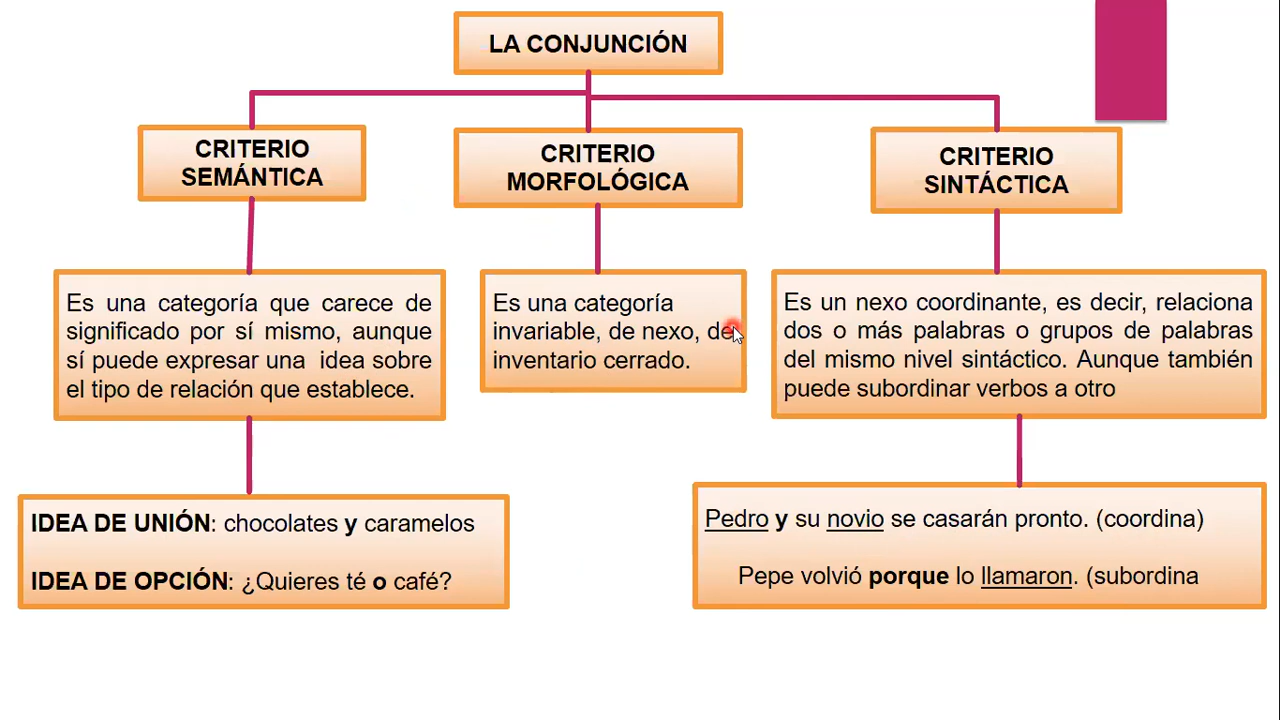 LA CONJUNCIÓN
CRITERIO
SEMÁNTICA
CRITERIO
MORFOLÓGICA
CRITERIO
SINTÁCTICA
Es una categoría que carece de
significado por sí mismo, aunque
sí puede expresar una idea sobre
el tipo de relación que establece.
Es una categoría
invariable, de nexo, de
inventario cerrado.
Es un nexo coordinante, es decir, relaciona
dos o más palabras o grupos de palabras
del mismo nivel sintáctico. Aunque también
puede subordinar verbos a otro
IDEA DE UNIÓN: chocolates y caramelos
IDEA DE OPCIÓN: ¿Quieres té o café?
Pedro y su novio se casarán pronto. (coordina)
Pepe volvió porque lo llamaron. (subordina